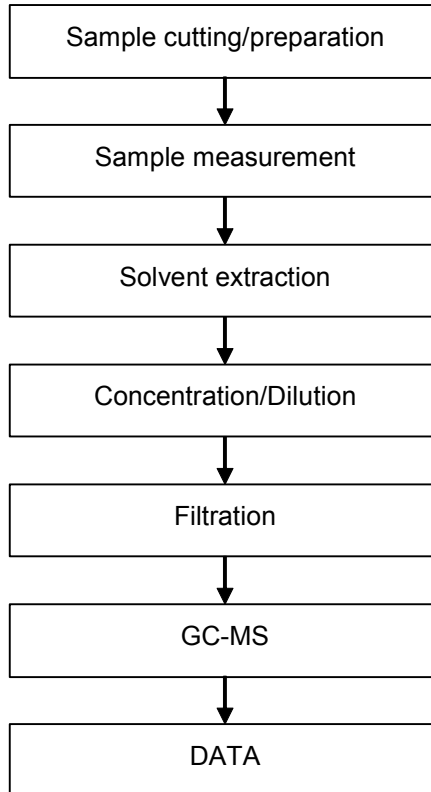 Sample cutting/preparation
Sample measurement
Solvent extraction
Concentration/Dilution
Filtration
GC-MS
DATA